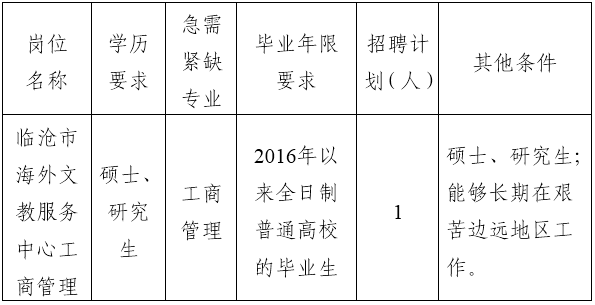 岗位
名称
学历
要求
急需
紧缺
专业
毕业年限
要求
招聘计
划(人)
其他条件
临沧市
海外文
教服务
中心工
商管理
硕士、
研究
生
工商
管理
2016年以
来全日制
普通高校
的毕业生
1
硕士、研究生;
能够长期在艰
苦边远地区工
作。